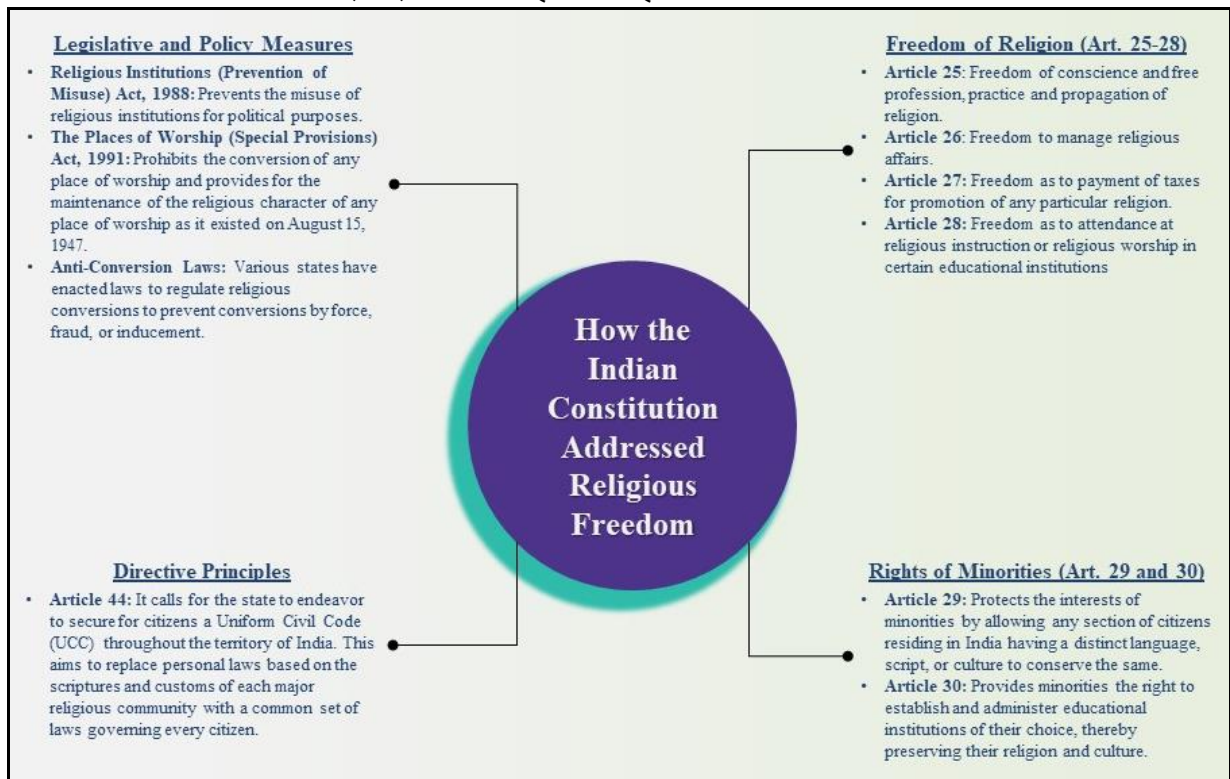 Legislative and Policy Measures
• Religious Institutions (Prevention of
Misuse) Act, 1988: Prevents the misuse of
religious institutions for political purposes.
• The Places of Worship (Special Provisions)
Act, 1991: Prohibits the conversion of any
place of worship and provides for the
maintenance of the religious character of any
place of worship as it existed on August 15,
1947.
• Anti-Conversion Laws: Various states have
enacted laws to regulate religious
conversions to prevent conversions by force,
fraud, or inducement.
Freedom of Religion (Art. 25-28)
• Article 25: Freedom of conscience and free
profession, practice and propagation of
religion.
• Article 26: Freedom to manage religious
affairs.
• Article 27: Freedom as to payment of taxes
for promotion of any particular religion.
• Article 28: Freedom as to attendance at
religious instruction or religious worship in
certain educational institutions
How the
Indian
Constitution
Addressed
Religious
Freedom
Directive Principles
• Article 44: It calls for the state to endeavor
to secure for citizens a Uniform Civil Code
(UCC) throughout the territory of India. This
aims to replace personal laws based on the
scriptures and customs of each major
religious community with a common set of
laws governing every citizen.
Rights of Minorities (Art. 29 and 30)
• Article 29: Protects the interests of
minorities by allowing any section of citizens
residing in India having a distinct language,
script, or culture to conserve the same.
• Article 30: Provides minorities the right to
establish and administer educational
institutions of their choice, thereby
preserving their religion and culture.